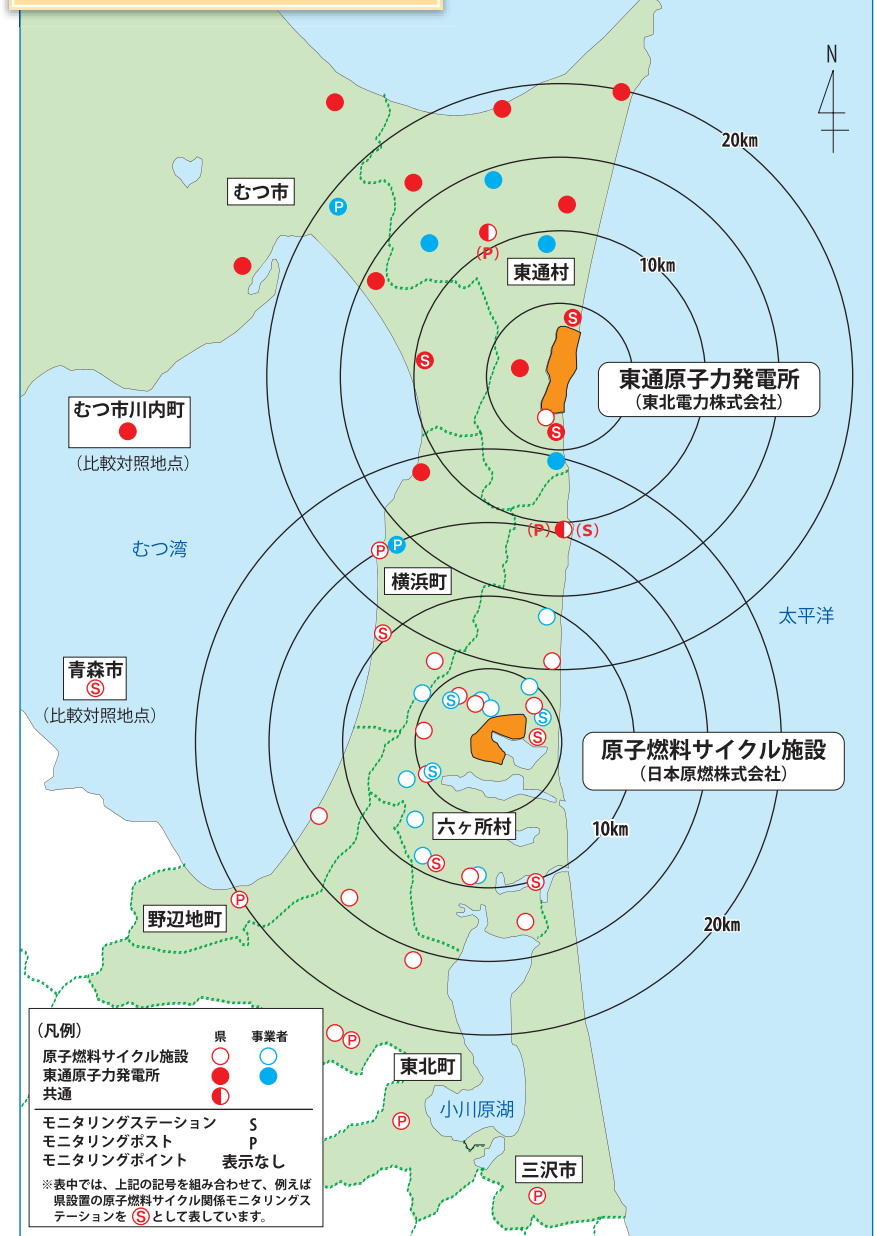 N
20km
むつ市
P
(P)
10km
東通村
S
S
東通原子力発電所
(東北電力株式会社)
S
むつ市川内町
(比較対照地点)
(P)
(S)
むつ湾
P
P
横浜町
太平洋
S
青森市
S
(比較対照地点)
S
S
S
原子燃料サイクル施設
(日本原燃株式会社)
S
六ヶ所村
10km
S
S
P
野辺地町
20km
(凡例)
県 事業者
原子燃料サイクル施設
東通原子力発電所
共通
モニタリングステーション S
モニタリングポスト P
モニタリングポイント 表示なし
※表中では、上記の記号を組み合わせて、例えば
県設置の原子燃料サイクル関係モニタリングス
テーションを Ⓢ として表しています。
P
東北町
小川原湖
P
三沢市
P